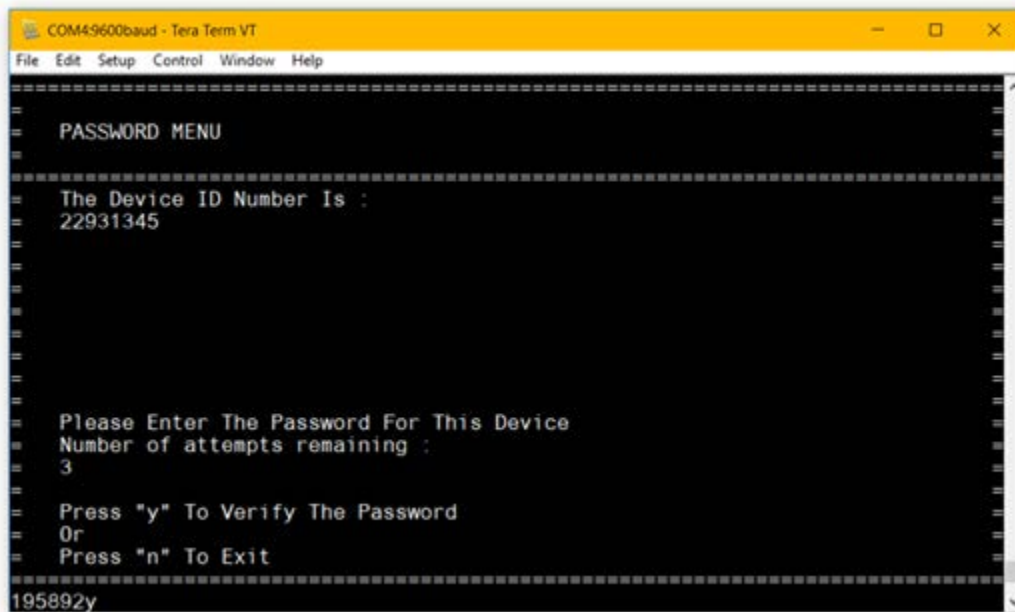 COM4:9600baud - Tera Term VT
File Edit Setup Control Window Help
================================================================================
=
= PASSWORD MENU =
=
================================================================================
= The Device ID Number Is : =
= 22931345 =
= =
= =
= =
= =
= =
= =
= =
= =
= Please Enter The Password For This Device =
= Number of attempts remaining : =
= 3 =
= =
= Press "y" To Verify The Password =
= Or =
= Press "n" To Exit =
================================================================================
195892y